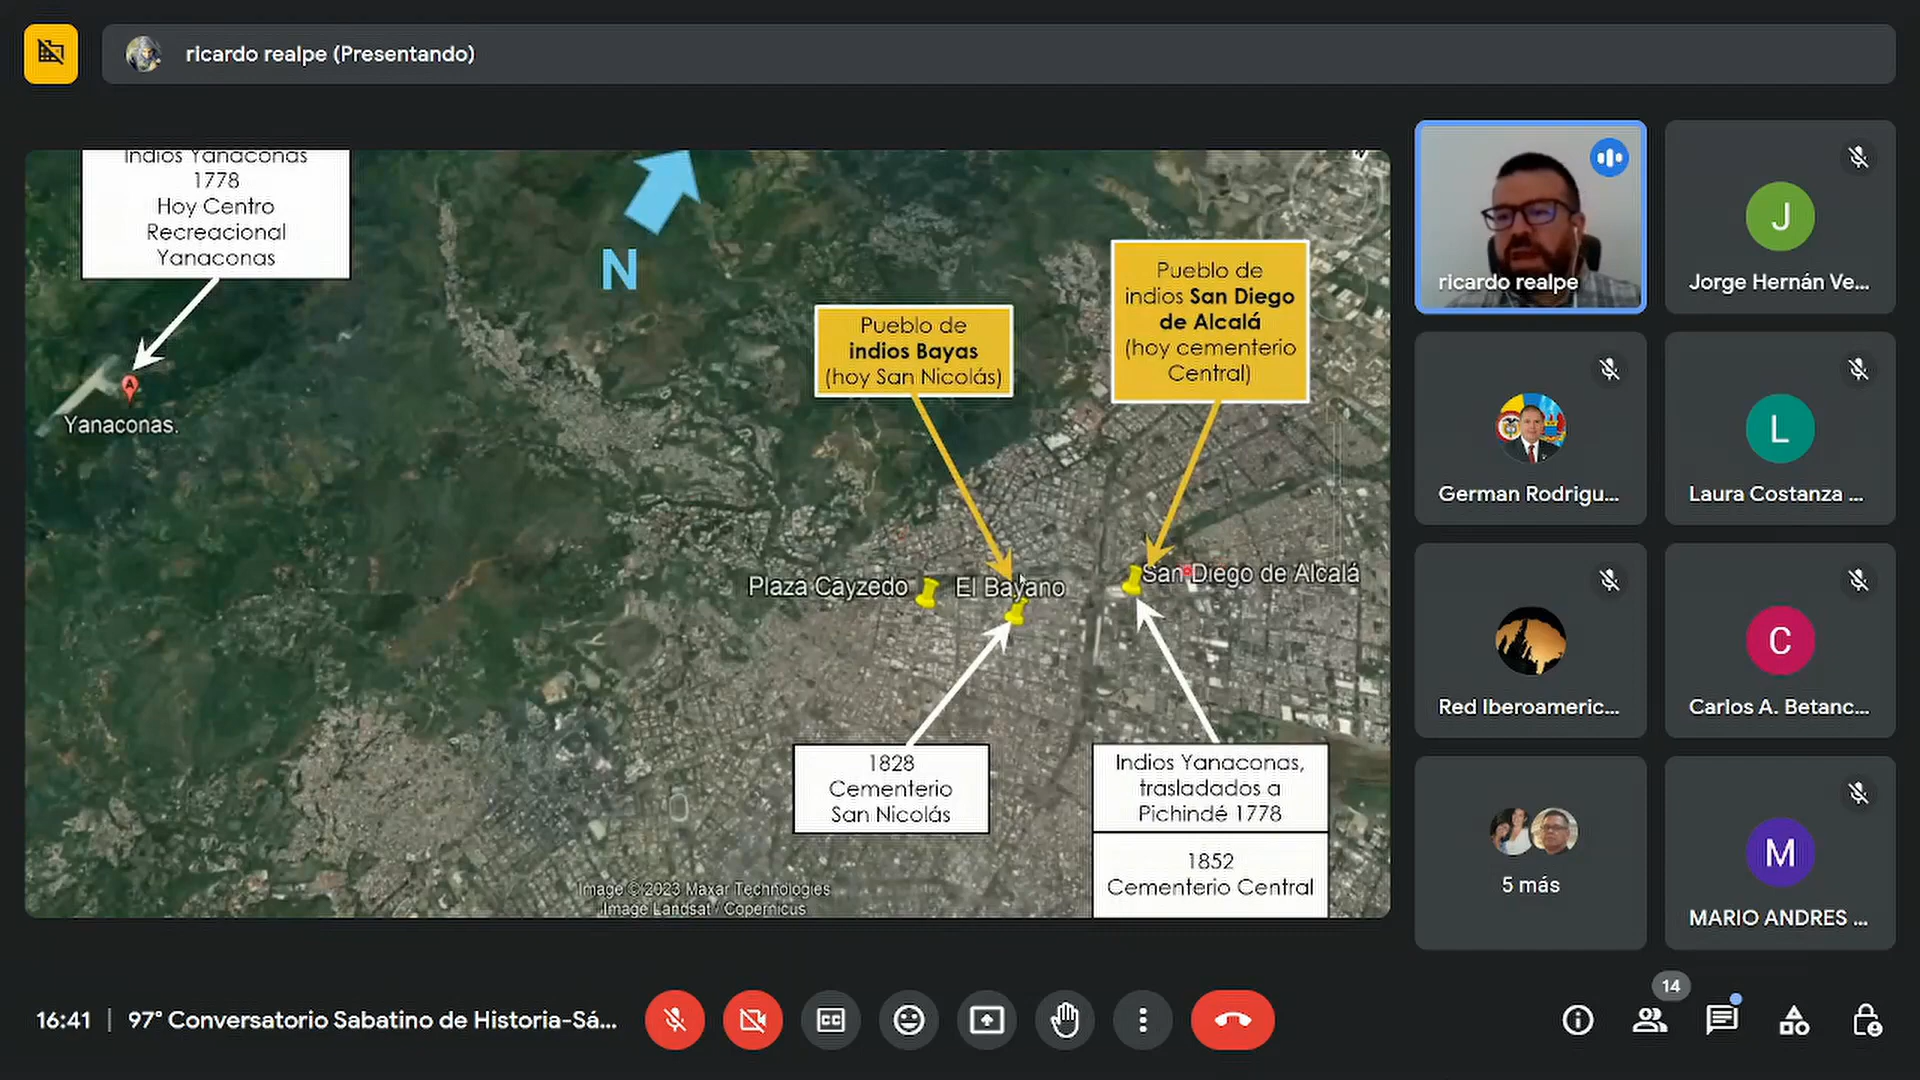 ricardo realpe (Presentando)
Indios Yanaconas
1778
Hoy Centro
Recreacional
Yanaconas
N
Pueblo de
indios San Diego
de Alcalá
(hoy cementerio
Central)
Pueblo de
indios Bayas
(hoy San Nicolás)
A
Yanaconas.
Plaza Cayzedo
El Bayano
San Diego de Alcalá
1828
Cementerio
San Nicolás
Indios Yanaconas,
trasladados a
Pichindé 1778
1852
Cementerio Central
Image © 2023 Maxar Technologies
Image Landsat / Copernicus
ricardo realpe
J
Jorge Hernán Ve...
German Rodrigu...
L
Laura Costanza ...
Red Iberoameric...
C
Carlos A. Betanc...
5 más
M
MARIO ANDRES ...
16:41 | 97° Conversatorio Sabatino de Historia-Sá...
CC
14